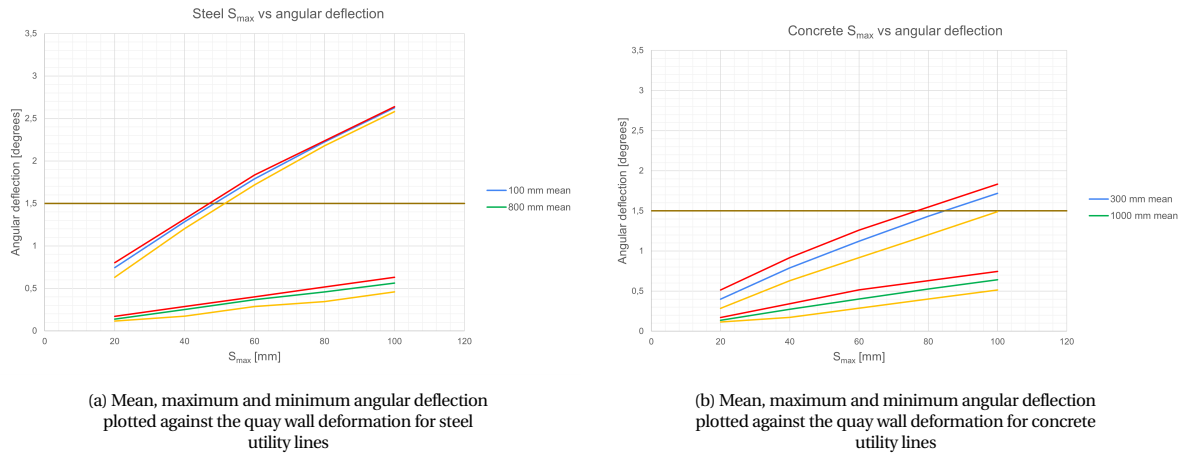 Steel Smax vs angular deflection
3,5
3
2,5
2
1,5
1
0,5
0
Angular deflection [degrees]
0 20 40 60 80 100 120
Smax [mm]
100 mm mean
800 mm mean
(a) Mean, maximum and minimum angular deflection
plotted against the quay wall deformation for steel
utility lines
Concrete Smax vs angular deflection
3,5
3
2,5
2
1,5
1
0,5
0
Angular deflection [degrees]
0 20 40 60 80 100 120
Smax [mm]
300 mm mean
1000 mm mean
(b) Mean, maximum and minimum angular deflection
plotted against the quay wall deformation for concrete
utility lines